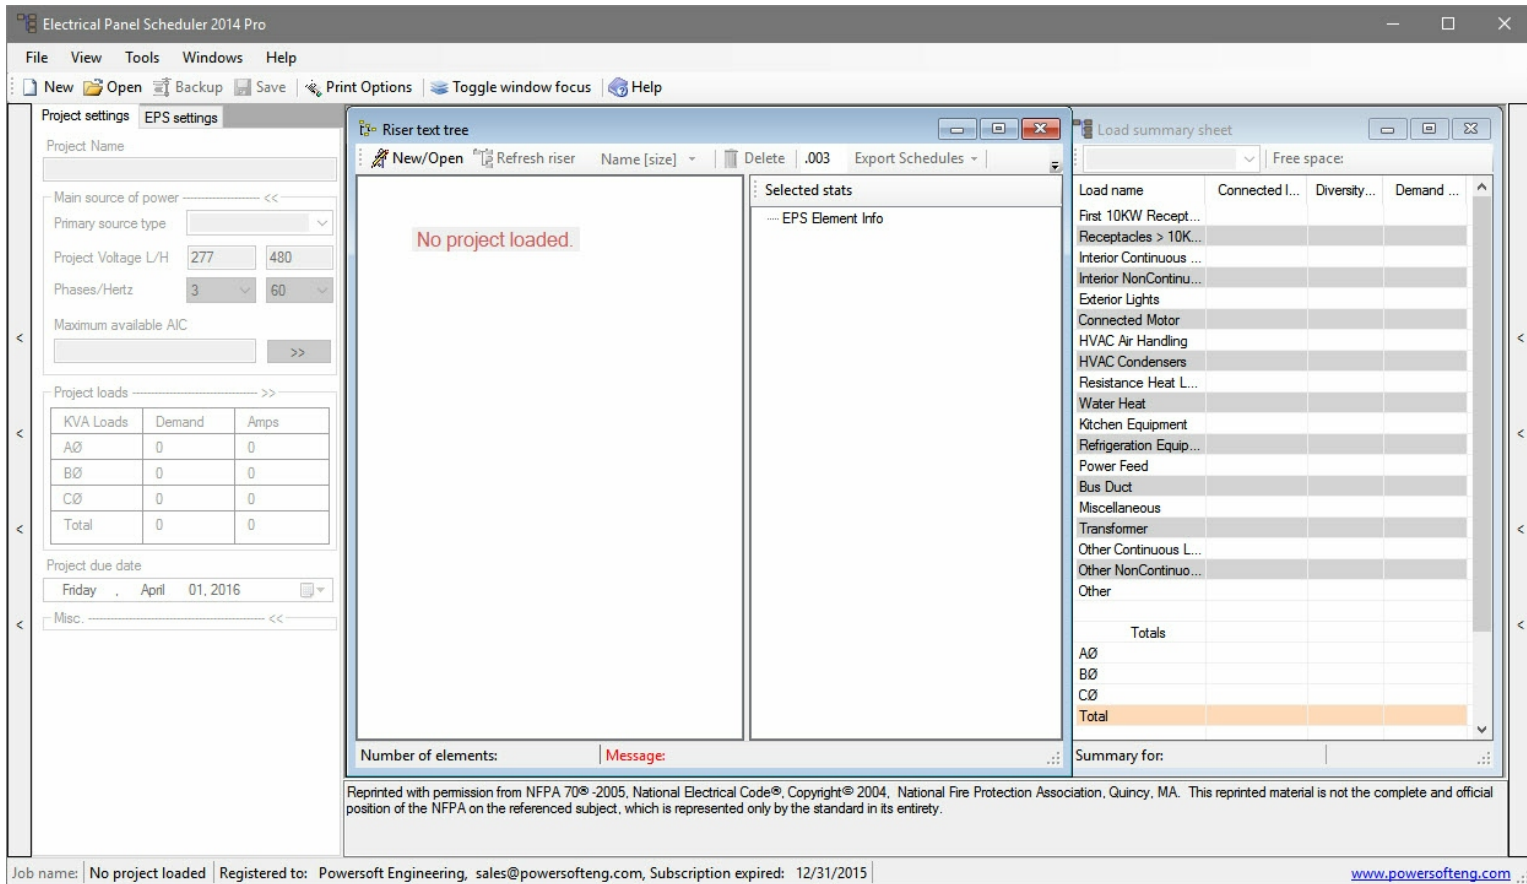 Electrical Panel Scheduler 2014 Pro
File View Tools Windows Help
New Open Backup Save Print Options Toggle window focus Help
Project settings EPS settings
Project Name
Main source of power <<
Primary source type
Project Voltage L/H 277 480
Phases/Hertz 3 60
Maximum available AIC
>>
Project loads >>
KVA Loads Demand Amps
AØ 0 0
BØ 0 0
CØ 0 0
Total 0 0
Project due date
Friday , April 01, 2016
Misc. <<
Riser text tree
New/Open Refresh riser Name [size] Delete .003 Export Schedules
No project loaded.
Selected stats
EPS Element Info
Number of elements: Message:
Load summary sheet
Free space:
Load name Connected l... Diversity... Demand ...
First 10KW Recept...
Receptacles > 10K...
Interior Continuous ...
Interior NonContinu...
Exterior Lights
Connected Motor
HVAC Air Handling
HVAC Condensers
Resistance Heat L...
Water Heat
Kitchen Equipment
Refrigeration Equip...
Power Feed
Bus Duct
Miscellaneous
Transformer
Other Continuous L...
Other NonContinuo...
Other
Totals
AØ
BØ
CØ
Total
Summary for:
Reprinted with permission from NFPA 70® -2005, National Electrical Code®, Copyright© 2004, National Fire Protection Association, Quincy, MA. This reprinted material is not the complete and official
position of the NFPA on the referenced subject, which is represented only by the standard in its entirety.
Job name: No project loaded Registered to: Powersoft Engineering, sales@powersofteng.com, Subscription expired: 12/31/2015 www.powersofteng.com